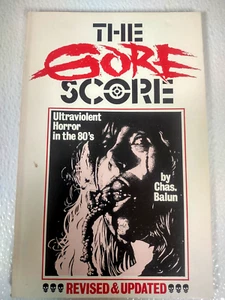 THE
GORE
SCORE
Ultraviolent
Horror
in the 80's
by
Chas.
Balun
REVISED & UPDATED